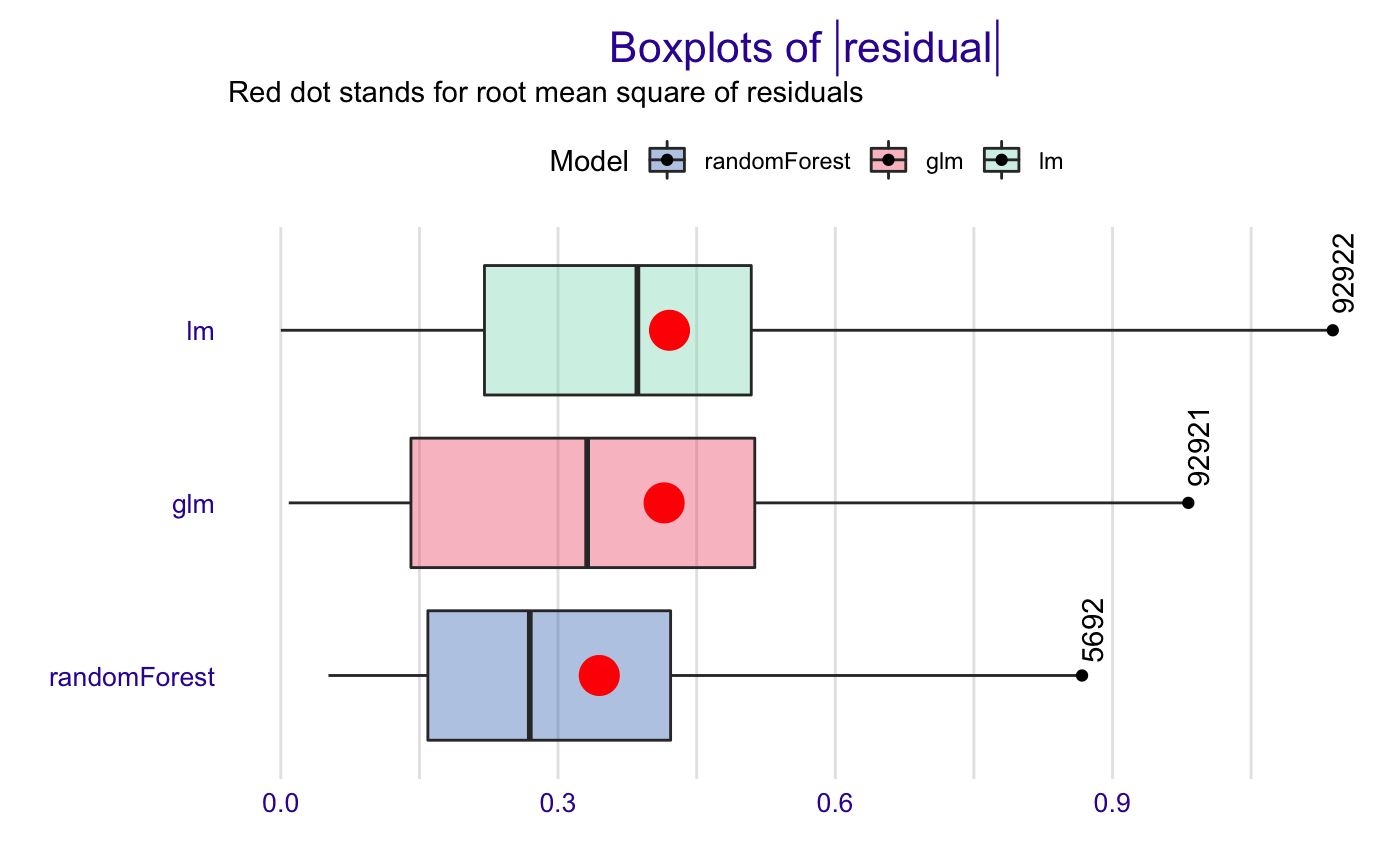 Boxplots of |residual|
Red dot stands for root mean square of residuals
Model randomForest glm lm
92922
lm
92921
glm
5692
randomForest
0.0 0.3 0.6 0.9